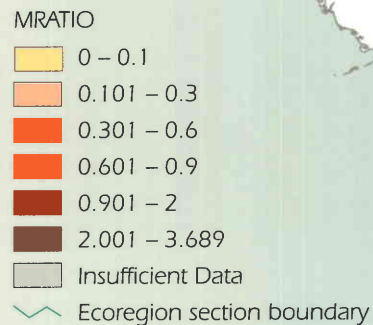 MRATIO
0 – 0.1
0.101 – 0.3
0.301 – 0.6
0.601 – 0.9
0.901 – 2
2.001 – 3.689
Insufficient Data
Ecoregion section boundary